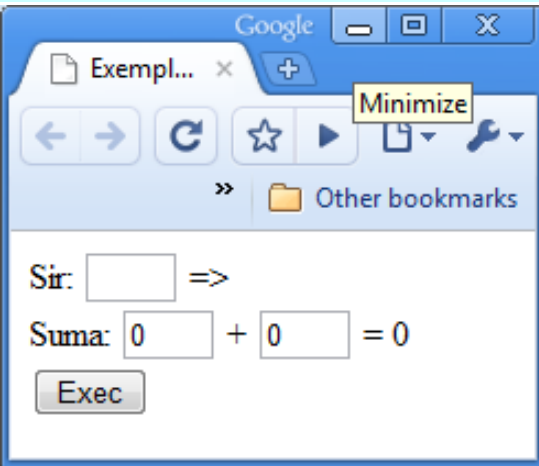 Google
Exempl...
Minimize
» Other bookmarks
Sir: =>
Suma: 0 + 0 = 0
Exec